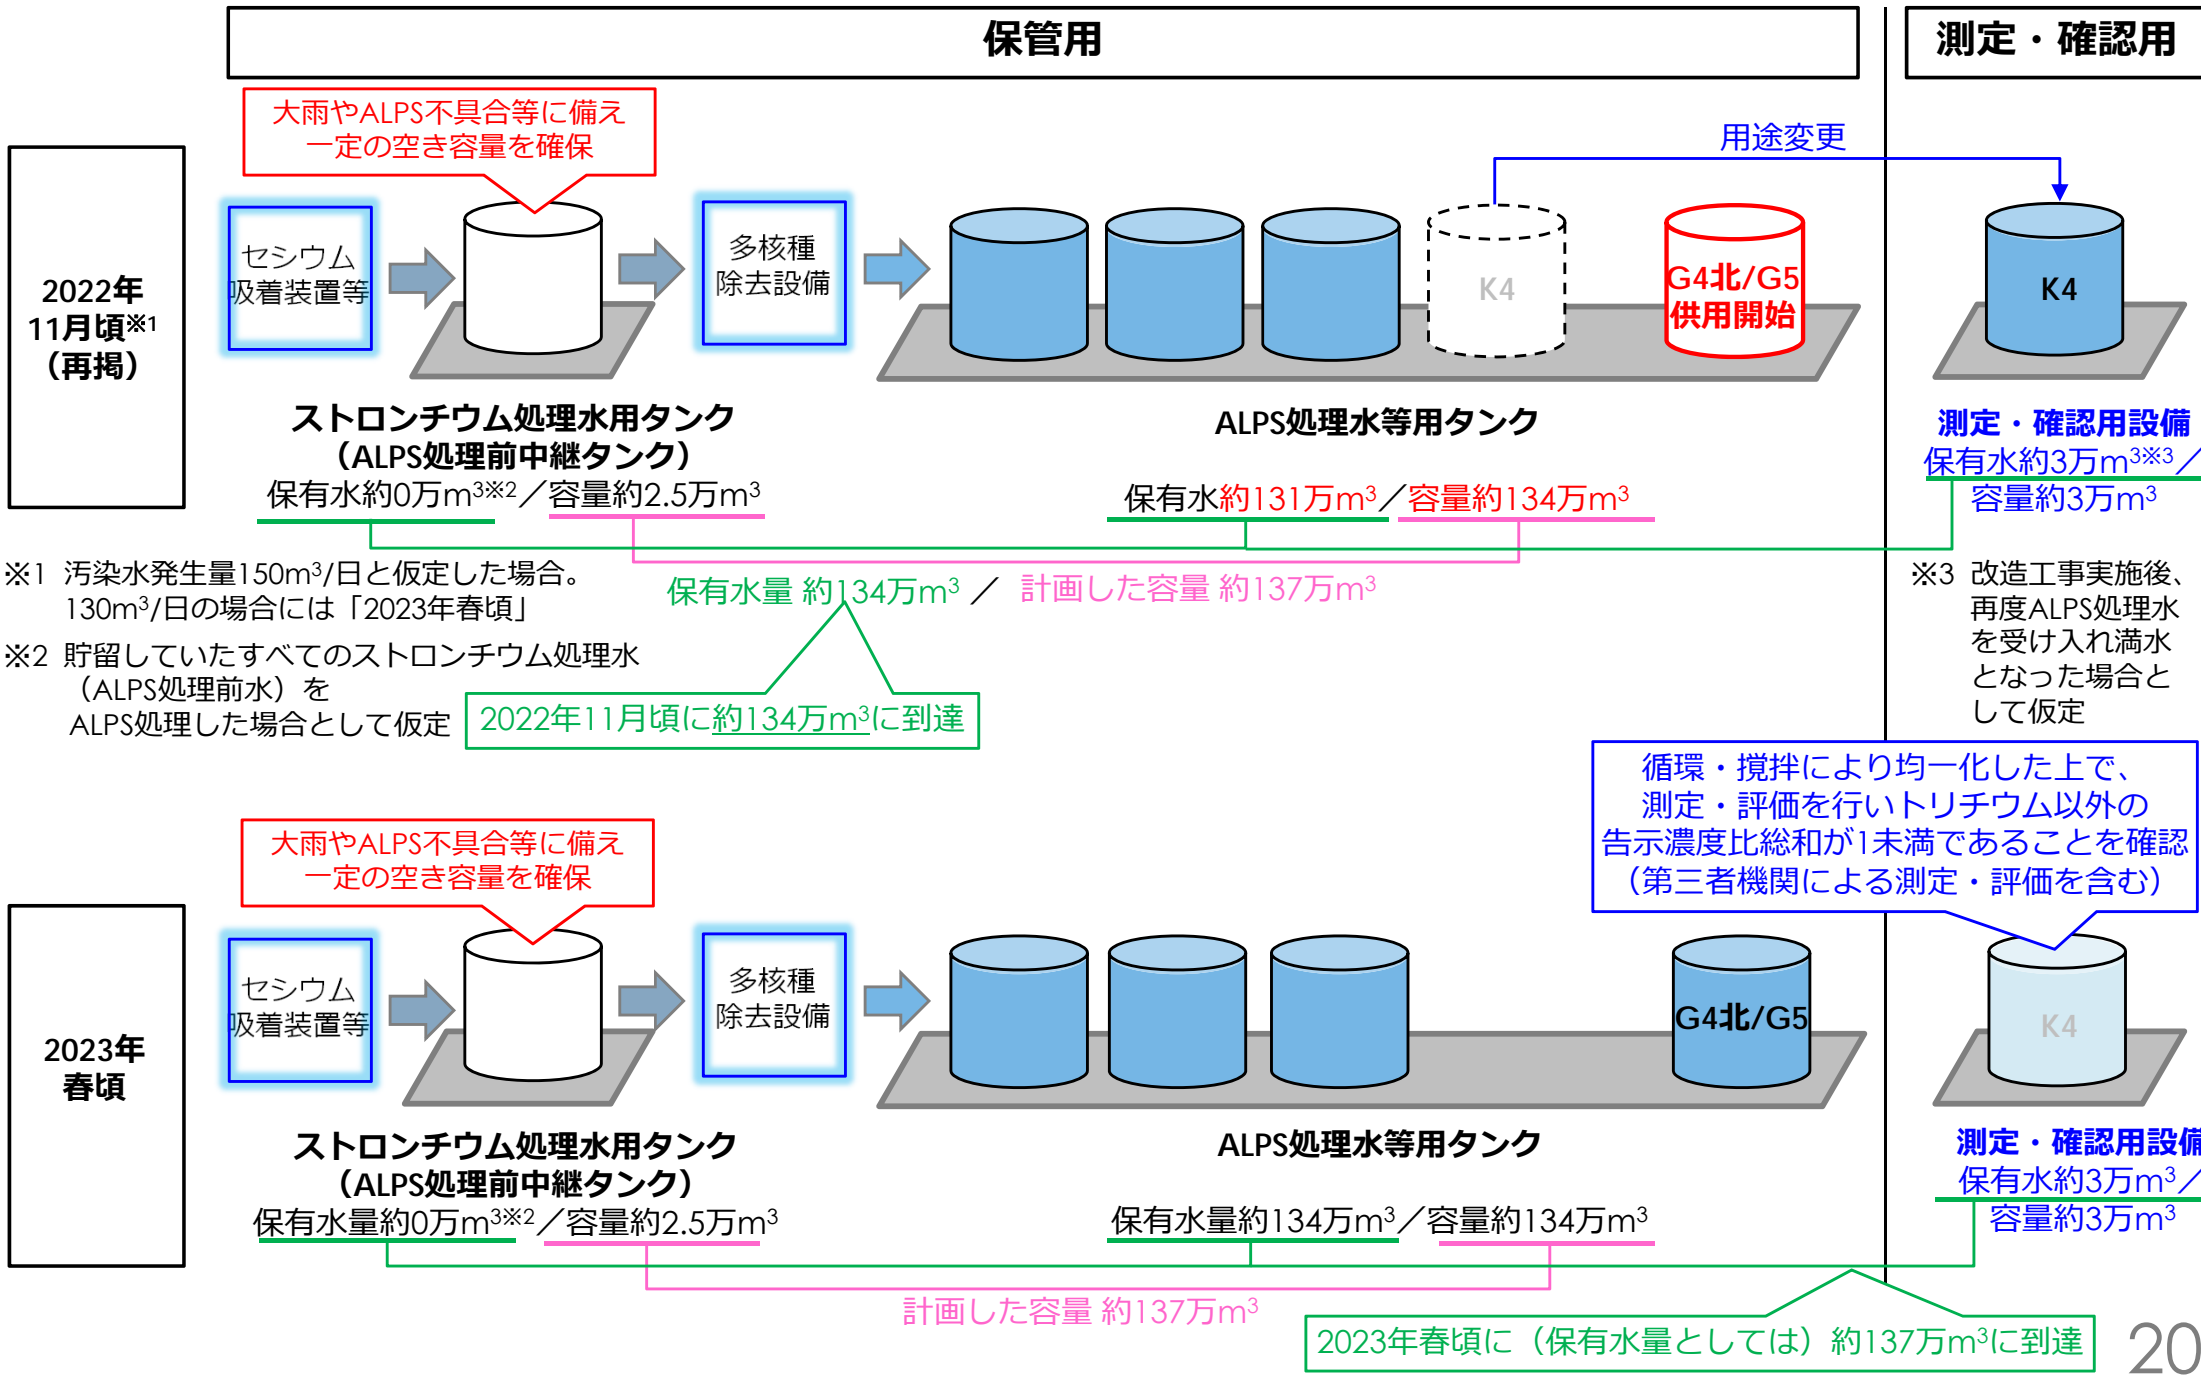 保管用
測定・確認用
大雨やALPS不具合等に備え
一定の空き容量を確保
用途変更
2022年
11月頃※1
（再掲）
セシウム
吸着装置等
多核種
除去設備
K4
G4北/G5
供用開始
K4
ストロンチウム処理水用タンク
（ALPS処理前中継タンク）
保有水約0万m³※2／容量約2.5万m³
ALPS処理水等用タンク
保有水約131万m³／容量約134万m³
測定・確認用設備
保有水約3万m³※3／
容量約3万m³
保有水量 約134万m³ ／ 計画した容量 約137万m³
※1 汚染水発生量150m³/日と仮定した場合。
130m³/日の場合には「2023年春頃」
※2 貯留していたすべてのストロンチウム処理水
（ALPS処理前水）を
ALPS処理した場合として仮定
2022年11月頃に約134万m³に到達
※3 改造工事実施後、
再度ALPS処理水
を受け入れ満水
となった場合と
して仮定
循環・撹拌により均一化した上で、
測定・評価を行いトリチウム以外の
告示濃度比総和が1未満であることを確認
（第三者機関による測定・評価を含む）
大雨やALPS不具合等に備え
一定の空き容量を確保
2023年
春頃
セシウム
吸着装置等
多核種
除去設備
G4北/G5
K4
ストロンチウム処理水用タンク
（ALPS処理前中継タンク）
保有水量約0万m³※2／容量約2.5万m³
ALPS処理水等用タンク
保有水量約134万m³／容量約134万m³
測定・確認用設備
保有水約3万m³／
容量約3万m³
計画した容量 約137万m³
2023年春頃に（保有水量としては）約137万m³に到達
20